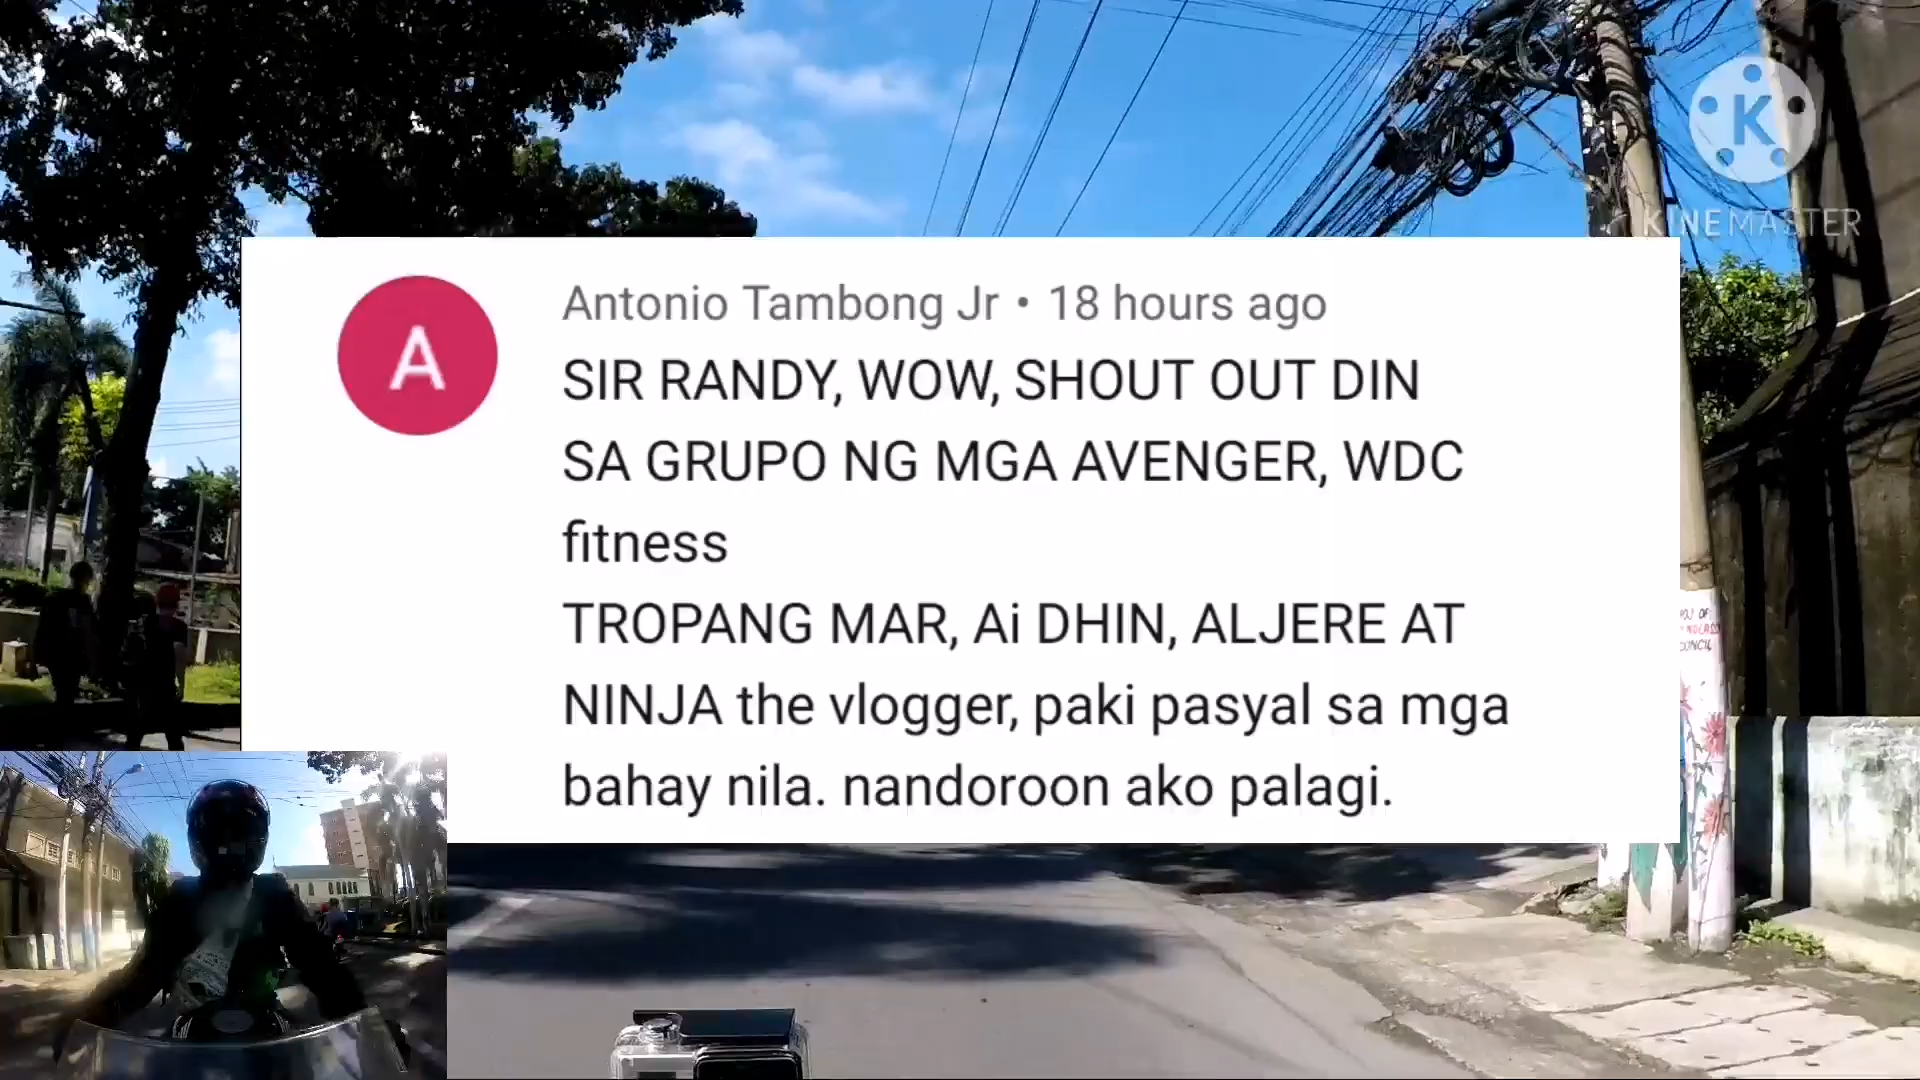 K
KINEMASTER
Antonio Tambong Jr • 18 hours ago
A
SIR RANDY, WOW, SHOUT OUT DIN
SA GRUPO NG MGA AVENGER, WDC
fitness
TROPANG MAR, Ai DHIN, ALJERE AT
NINJA the vlogger, paki pasyal sa mga
bahay nila. nandoroon ako palagi.